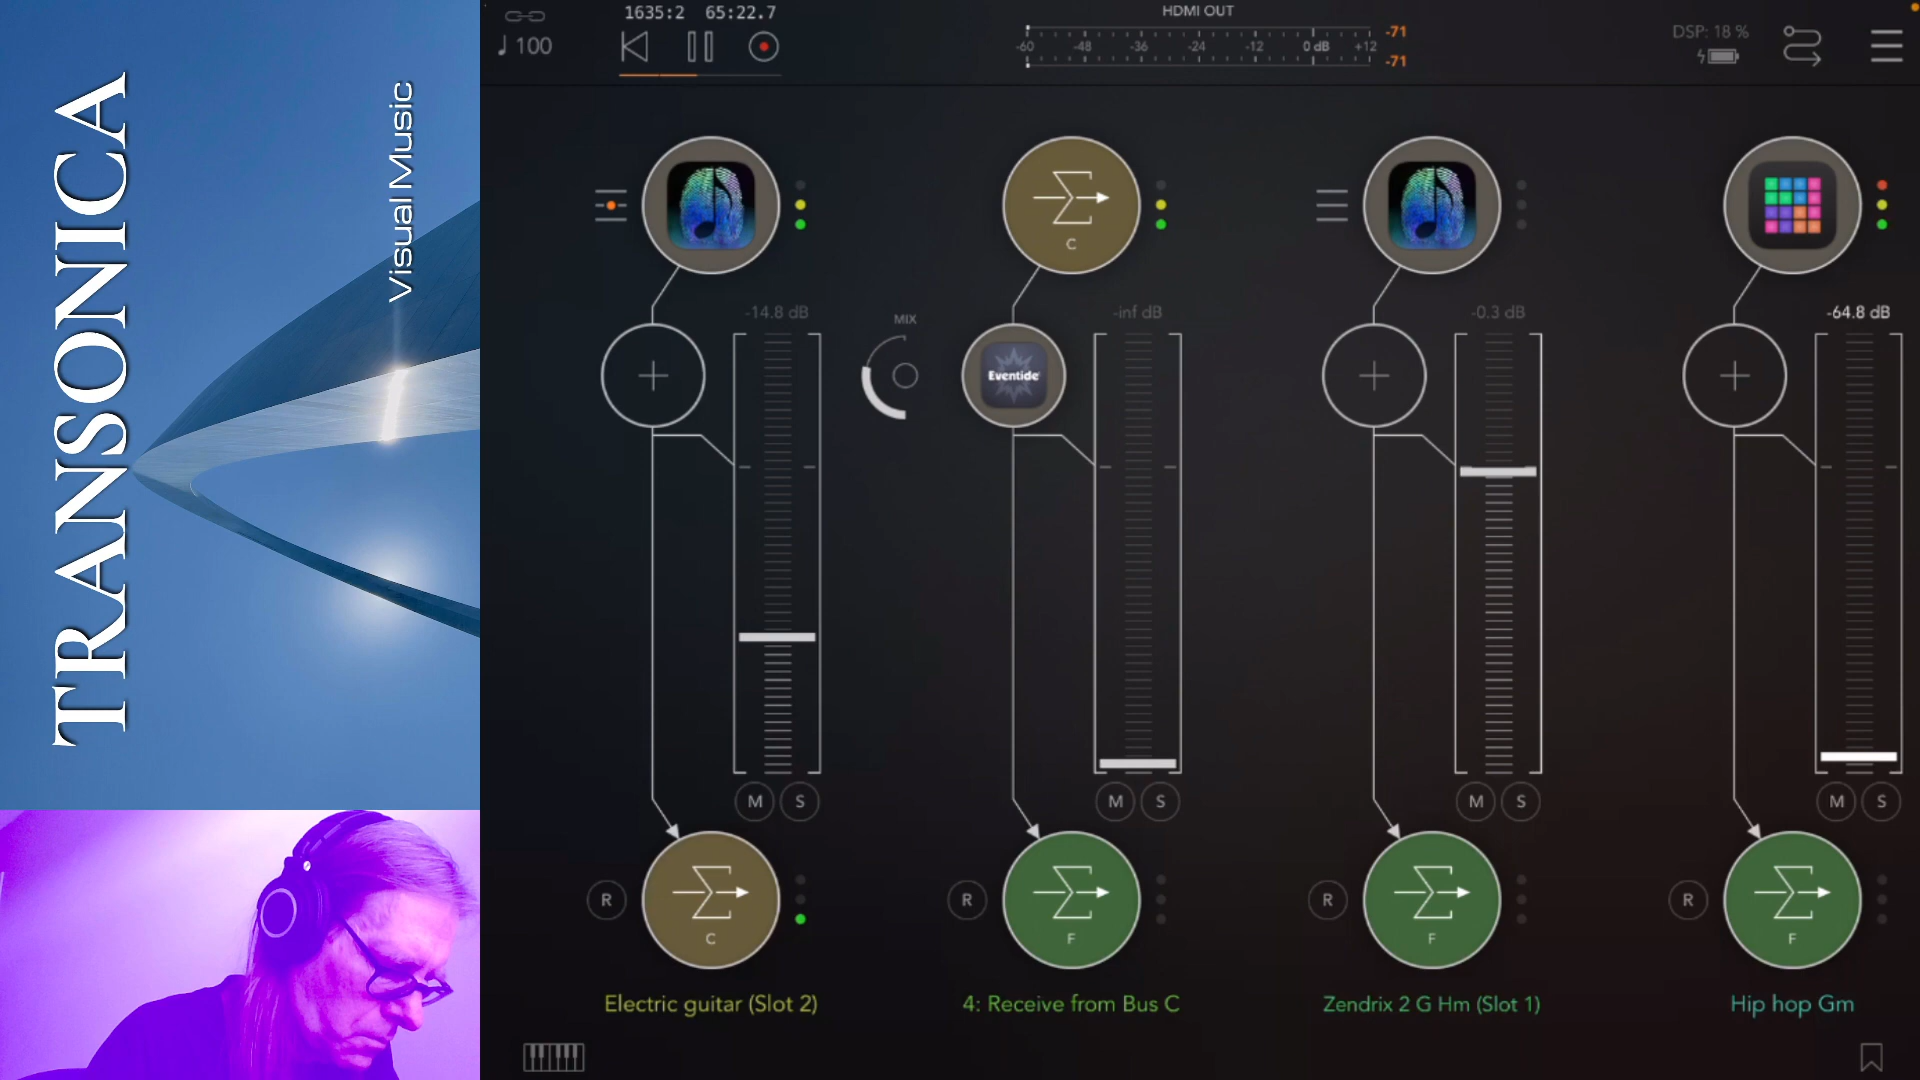 TRANSONICA
Visual Music
1635:2 65:22.7
100
HDMI OUT
-60 -48 -36 -24 -12 0 dB +12
-71
-71
DSP: 18 %
C
-14.8 dB
MIX
-inf dB
-0.3 dB
-64.8 dB
Eventide
M S
M S
M S
M S
R
C
R
F
R
F
R
F
Electric guitar (Slot 2)
4: Receive from Bus C
Zendrix 2 G Hm (Slot 1)
Hip hop Gm